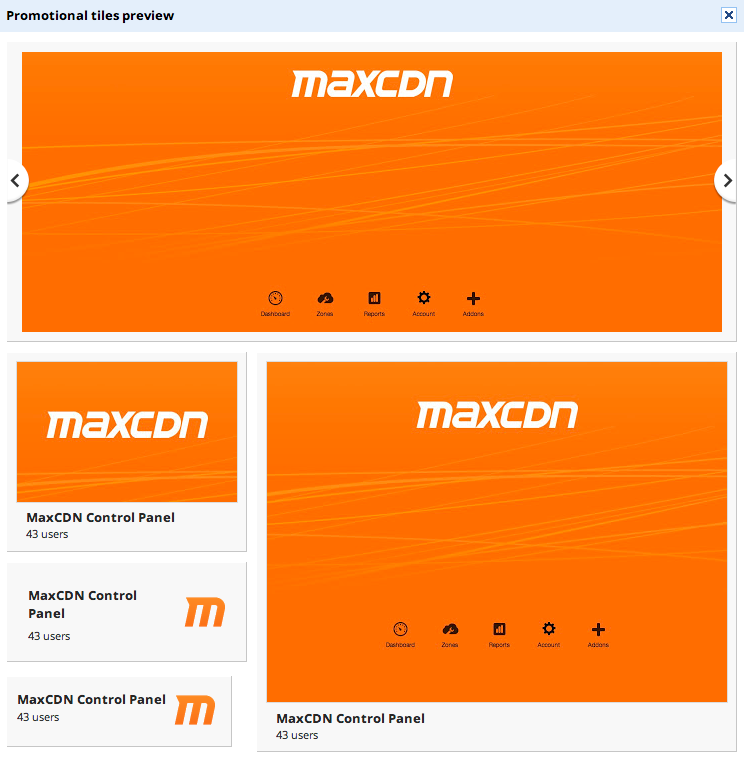 Promotional tiles preview
maxcdn
Dashboard Zones Reports Account Addons
maxcdn
MaxCDN Control Panel
43 users
MaxCDN Control
Panel
43 users
m
MaxCDN Control Panel
43 users
m
maxcdn
Dashboard Zones Reports Account Addons
MaxCDN Control Panel
43 users